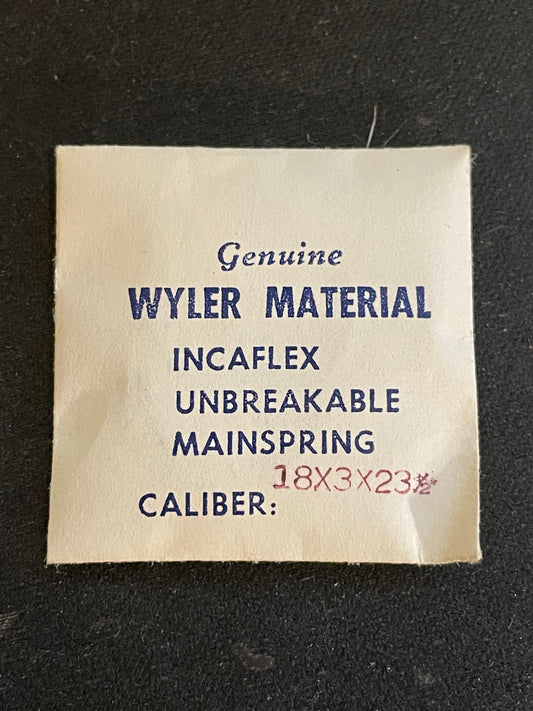 Genuine
WYLER MATERIAL
INCAFLEX
UNBREAKABLE
MAINSPRING
18X3X23½
CALIBER: